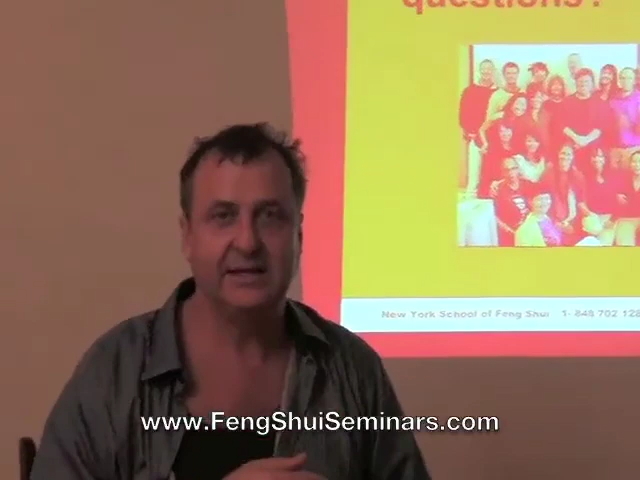 questions?
New York School of Feng Shui 1- 848 702 128
www.FengShuiSeminars.com